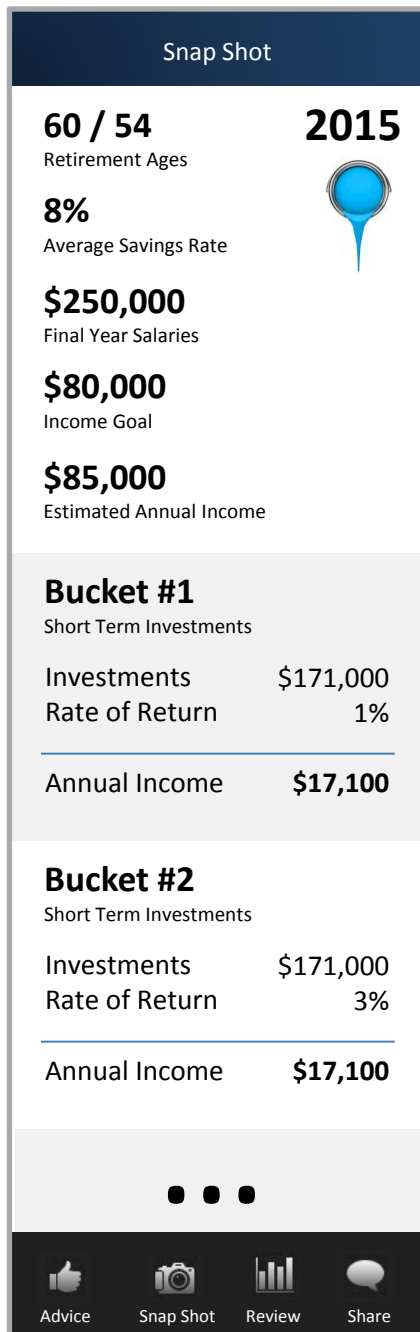 Snap Shot
60 / 54
2015
Retirement Ages
8%
Average Savings Rate
$250,000
Final Year Salaries
$80,000
Income Goal
$85,000
Estimated Annual Income
Bucket #1
Short Term Investments
Investments $171,000
Rate of Return 1%
Annual Income $17,100
Bucket #2
Short Term Investments
Investments $171,000
Rate of Return 3%
Annual Income $17,100
...
Advice Snap Shot Review Share